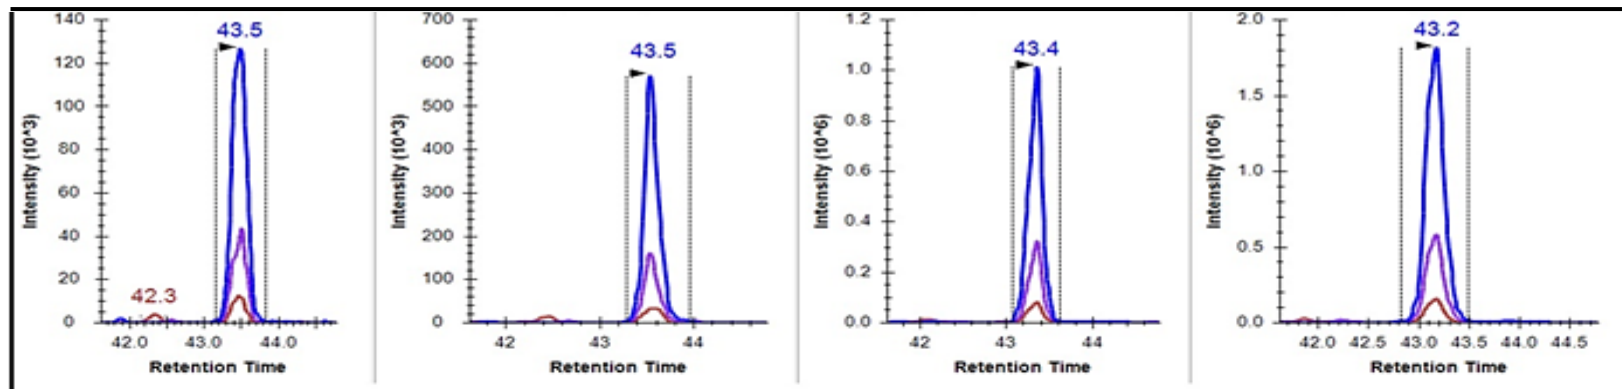 140
120
100
80
60
40
20
0
Intensity (10^3)
43.5
42.3
42.0 43.0 44.0
Retention Time
700
600
500
400
300
200
100
0
Intensity (10^3)
43.5
42 43 44
Retention Time
1.2
1.0
0.8
0.6
0.4
0.2
0.0
Intensity (10^6)
43.4
42 43 44
Retention Time
2.0
1.5
1.0
0.5
0.0
Intensity (10^6)
43.2
42.0 42.5 43.0 43.5 44.0 44.5
Retention Time